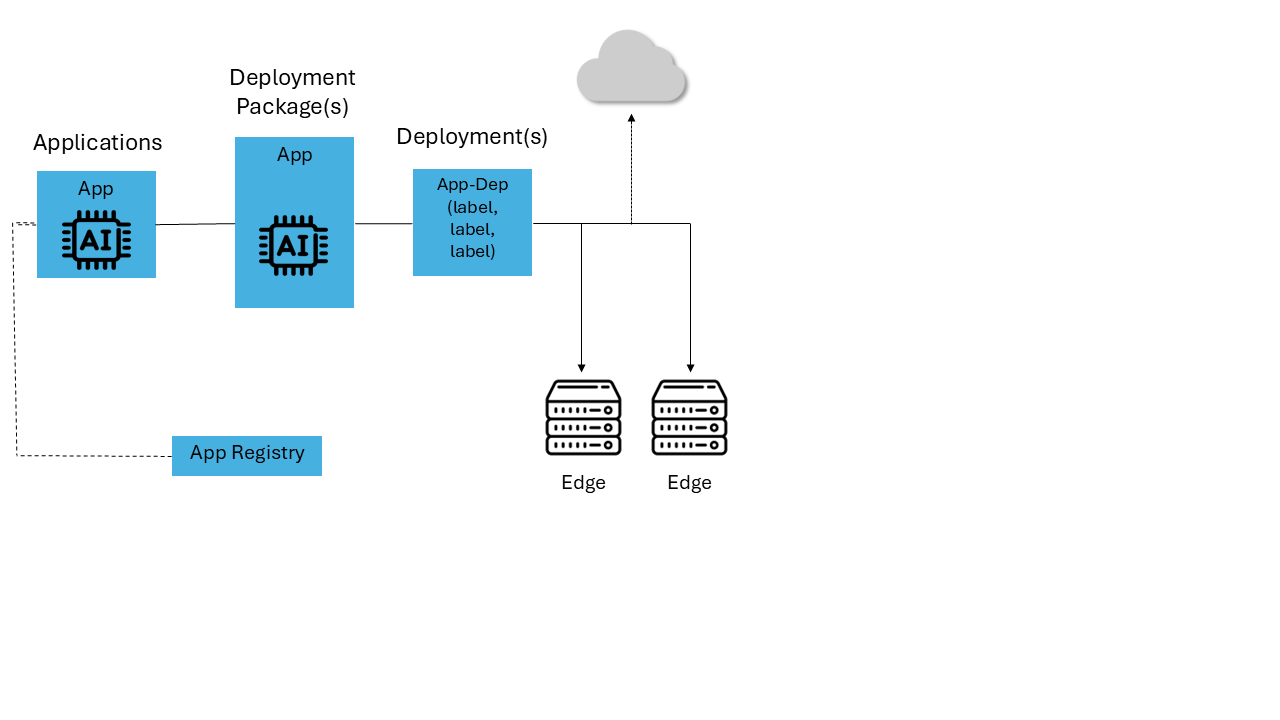 Deployment
Package(s)
Applications
Deployment(s)
App
AI
App
AI
App-Dep
(label,
label,
label)
App Registry
Edge
Edge